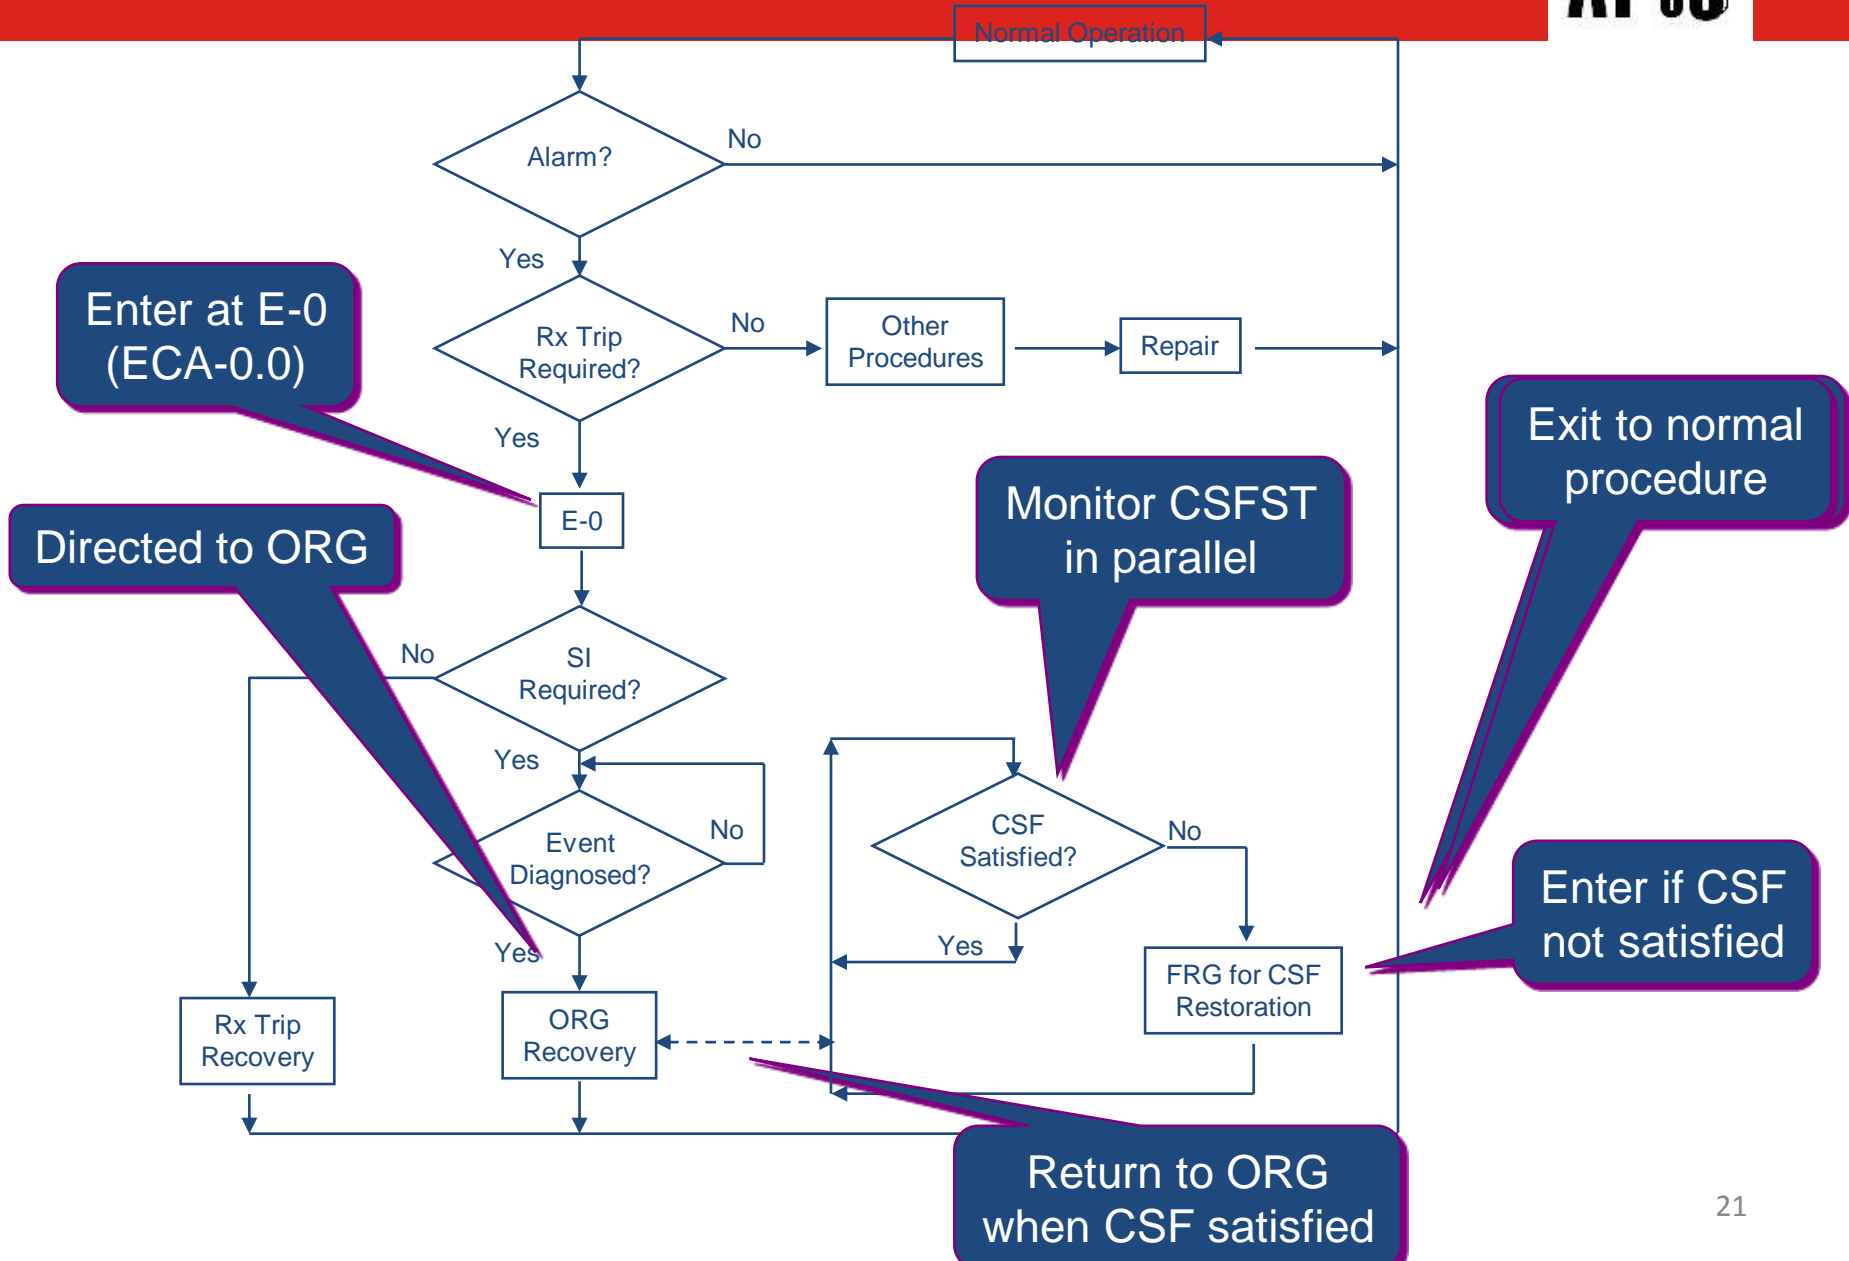 Normal Operation
Alarm?
No
Yes
Enter at E-0
(ECA-0.0)
Rx Trip
Required?
No
Other
Procedures
Repair
Exit to normal
procedure
Yes
E-0
Monitor CSFST
in parallel
Directed to ORG
No
SI
Required?
Yes
Event
Diagnosed?
No
CSF
Satisfied?
No
Enter if CSF
not satisfied
Yes
Yes
FRG for CSF
Restoration
Rx Trip
Recovery
ORG
Recovery
Return to ORG
when CSF satisfied
21